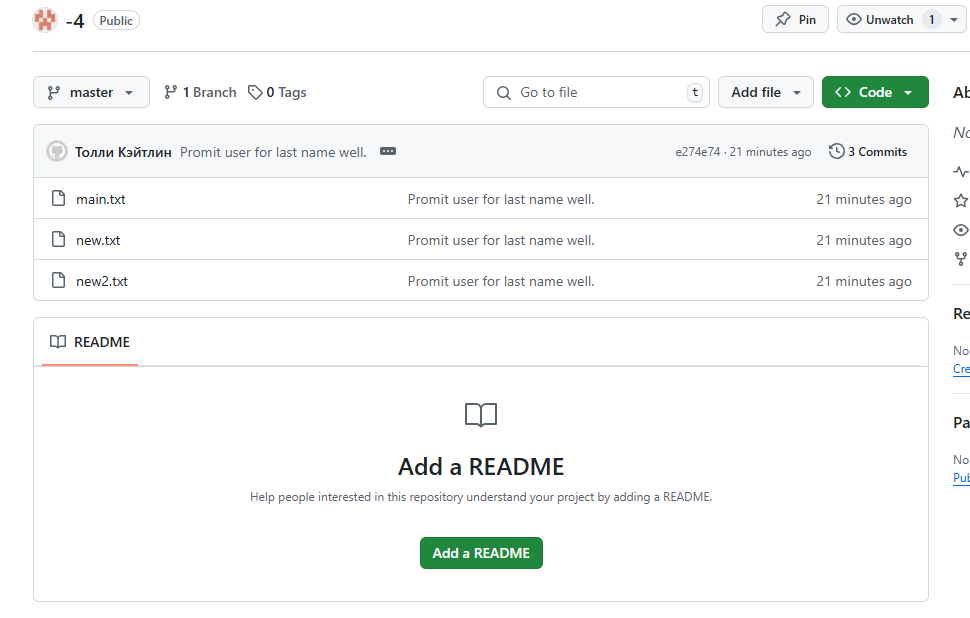 -4 Public Pin Unwatch 1
master 1 Branch 0 Tags Go to file t Add file Code
Ab
No
Толли Кэйтлин Promit user for last name well. e274e74 · 21 minutes ago 3 Commits
main.txt Promit user for last name well. 21 minutes ago
new.txt Promit user for last name well. 21 minutes ago
new2.txt Promit user for last name well. 21 minutes ago
Re
README
No
Cre
Pa
No
Pub
Add a README
Help people interested in this repository understand your project by adding a README.
Add a README